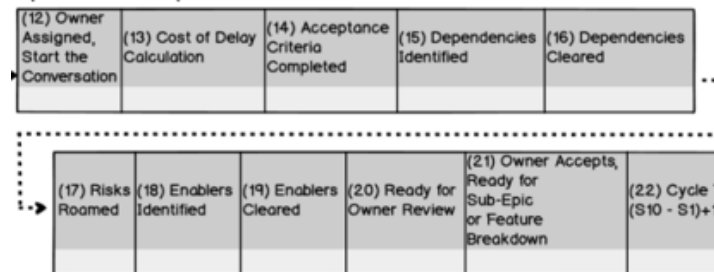 (12) Owner
Assigned,
Start the
Conversation
(13) Cost of Delay
Calculation
(14) Acceptance
Criteria
Completed
(15) Dependencies
Identified
(16) Dependencies
Cleared
(17) Risks
Roamed
(18) Enablers
Identified
(19) Enablers
Cleared
(20) Ready for
Owner Review
(21) Owner Accepts,
Ready for
Sub-Epic
or Feature
Breakdown
(22) Cycle
(S10 - S1)+